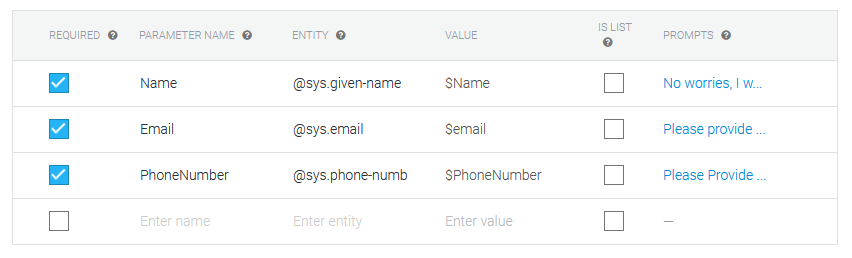 REQUIRED PARAMETER NAME ENTITY VALUE IS LIST PROMPTS
Name @sys.given-name $Name No worries, I w...
Email @sys.email $email Please provide ...
PhoneNumber @sys.phone-numb $PhoneNumber Please Provide ...
Enter name Enter entity Enter value —